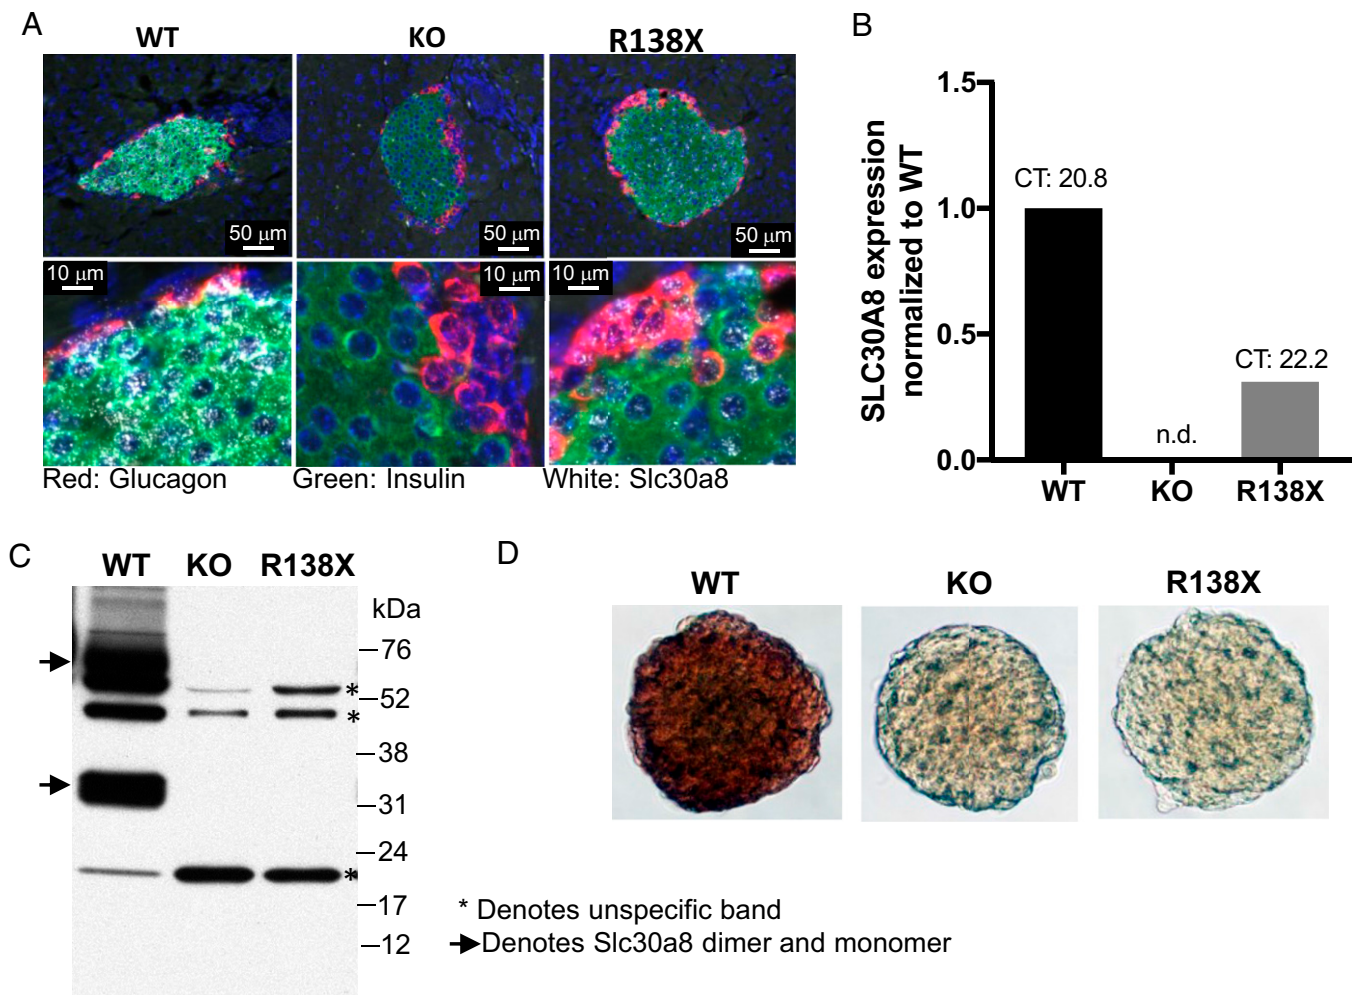 A
WT
KO
R138X
50 μm
50 μm
50 μm
10 μm
10 μm
10 μm
Red: Glucagon
Green: Insulin
White: Slc30a8
B
SLC30A8 expression
normalized to WT
1.5
1.0
0.5
0.0
CT: 20.8
n.d.
CT: 22.2
WT
KO
R138X
C
WT
KO
R138X
kDa
76
52
38
31
24
17
12
*
*
*
* Denotes unspecific band
Denotes Slc30a8 dimer and monomer
D
WT
KO
R138X